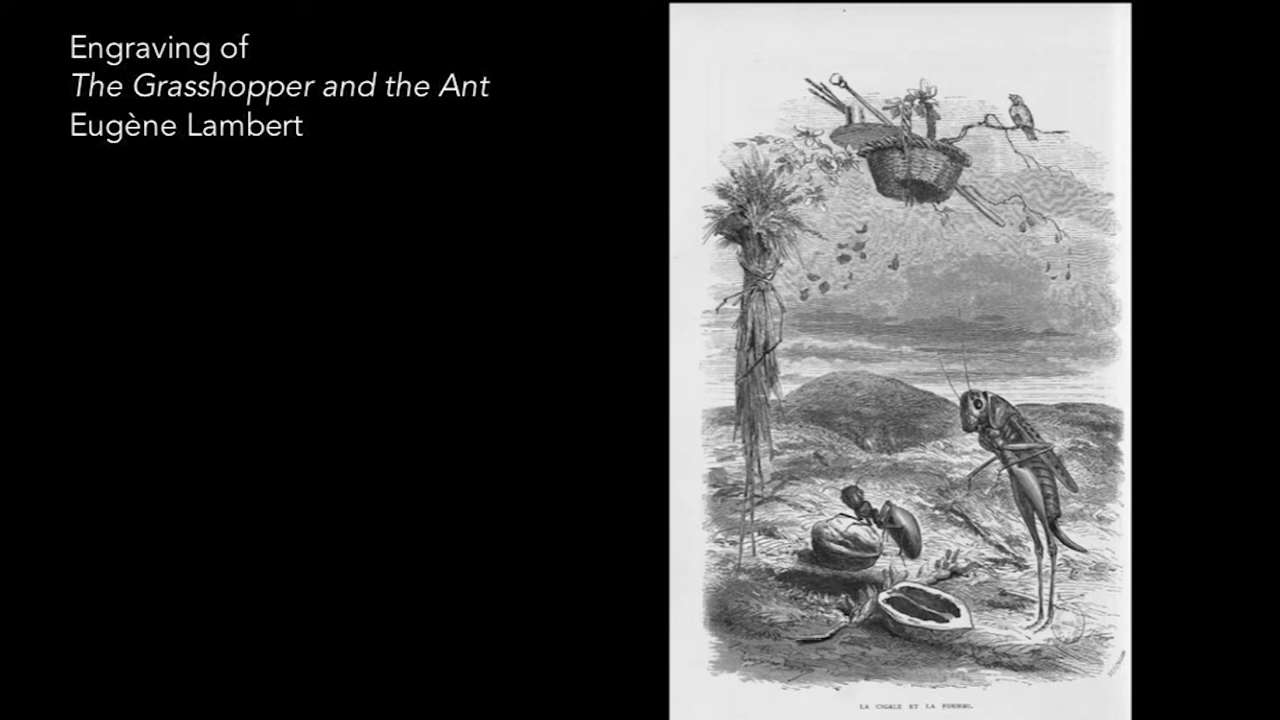 Engraving of
The Grasshopper and the Ant
Eugène Lambert
LA CIGALE ET LA FOURMI.